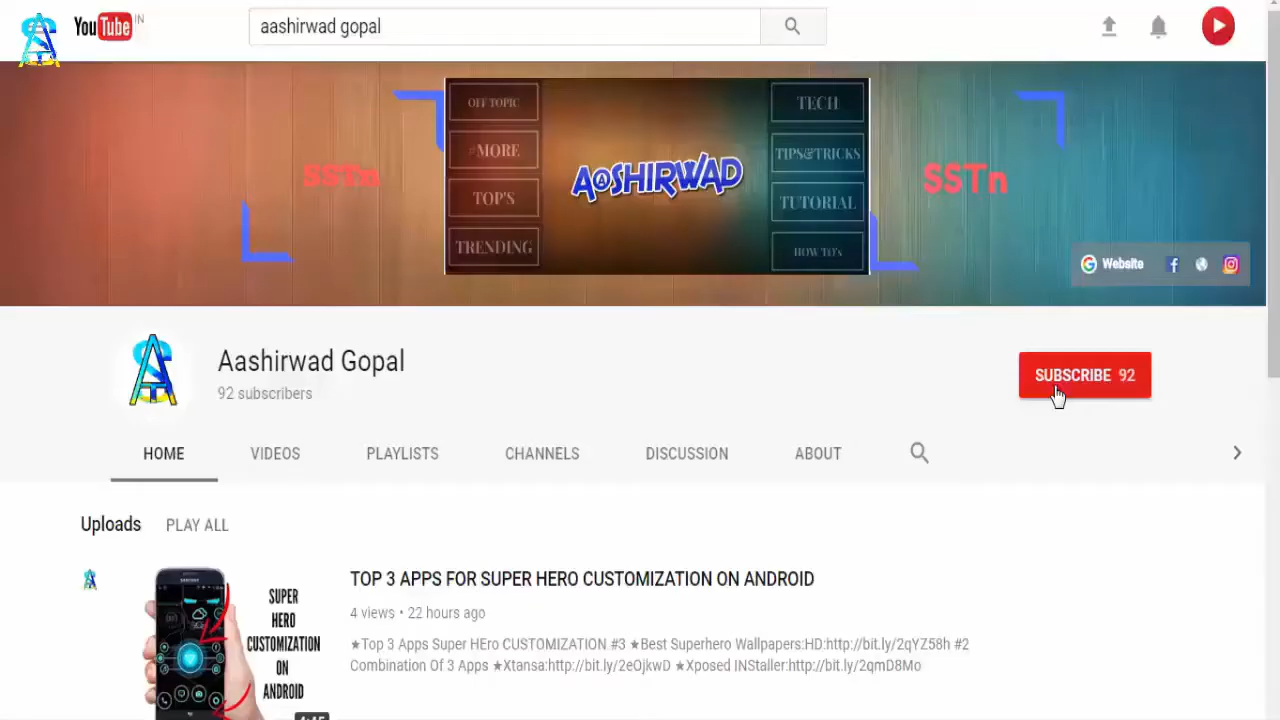 YouTube IN
aashirwad gopal
OFF TOPIC
#MORE
TOP'S
TRENDING
SSTn
AaSHIRWAD
TECH
TIPS&TRICKS
TUTORIAL
HOW TO's
SSTn
Website
Aashirwad Gopal
92 subscribers
SUBSCRIBE 92
HOME VIDEOS PLAYLISTS CHANNELS DISCUSSION ABOUT
Uploads PLAY ALL
SUPER
HERO
CUSTOMIZATION
ON
ANDROID
TOP 3 APPS FOR SUPER HERO CUSTOMIZATION ON ANDROID
4 views • 22 hours ago
★Top 3 Apps Super HEro CUSTOMIZATION #3 ★Best Superhero Wallpapers:HD:http://bit.ly/2qYZ58h #2
Combination Of 3 Apps ★Xtansa:http://bit.ly/2eOjkwD ★Xposed INStaller:http://bit.ly/2qmD8Mo